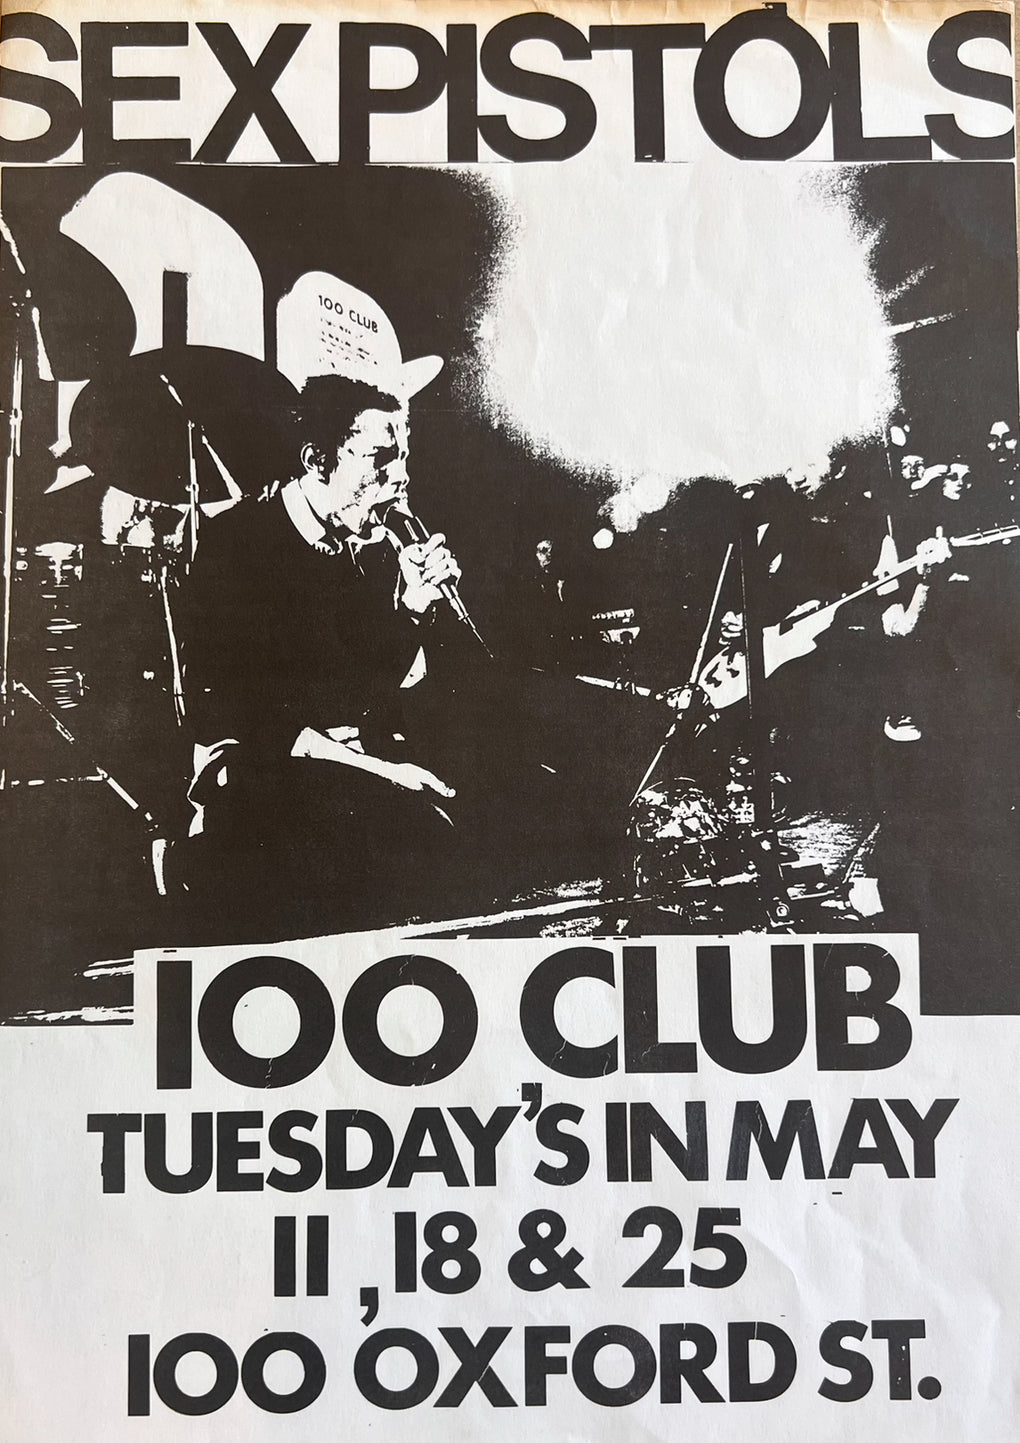 SEX PISTOLS
100 CLUB
100 CLUB
TUESDAY'S IN MAY
11, 18 & 25
100 OXFORD ST.